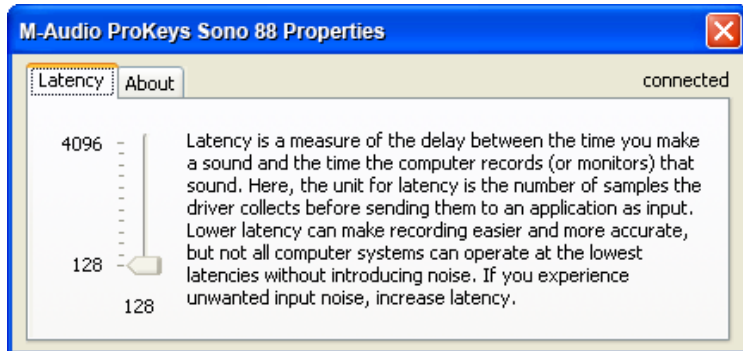 M-Audio ProKeys Sono 88 Properties
Latency
About
connected
4096
128
128
Latency is a measure of the delay between the time you make
a sound and the time the computer records (or monitors) that
sound. Here, the unit for latency is the number of samples the
driver collects before sending them to an application as input.
Lower latency can make recording easier and more accurate,
but not all computer systems can operate at the lowest
latencies without introducing noise. If you experience
unwanted input noise, increase latency.